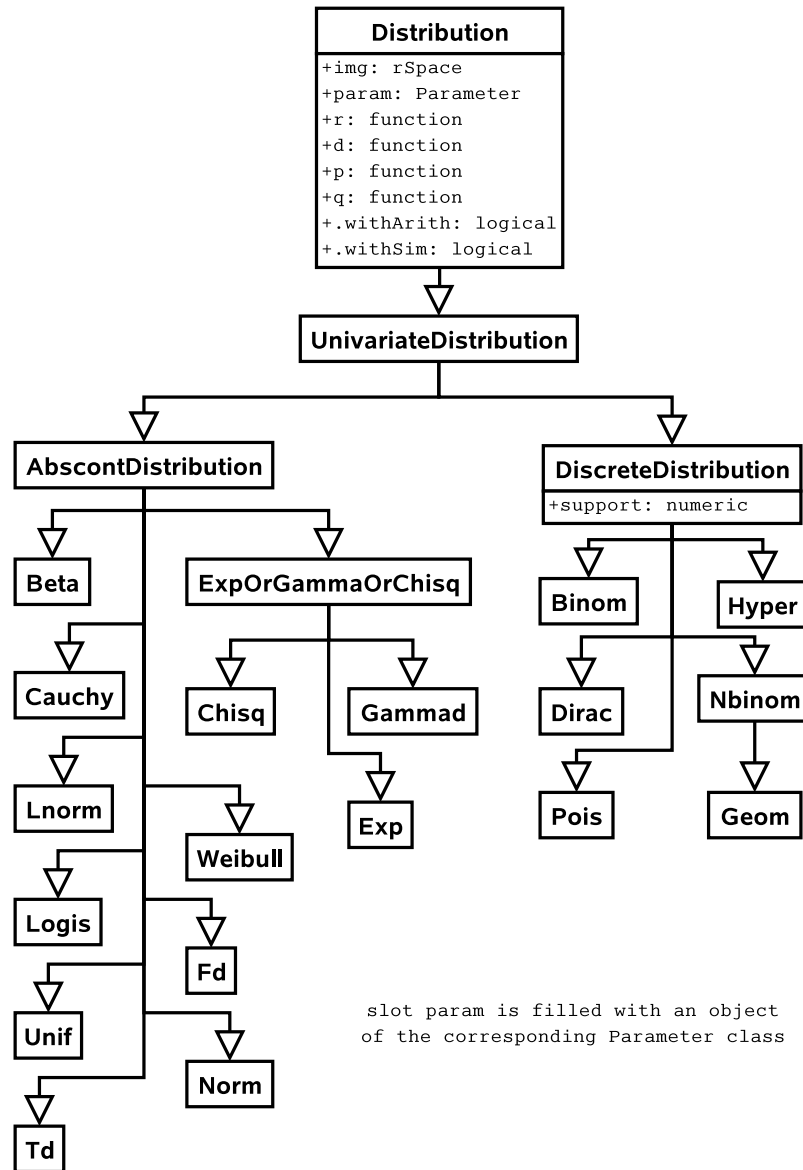 Distribution
+img: rSpace
+param: Parameter
+r: function
+d: function
+p: function
+q: function
+.withArith: logical
+.withSim: logical
UnivariateDistribution
AbscontDistribution
DiscreteDistribution
+support: numeric
Beta
ExpOrGammaOrChisq
Binom
Hyper
Cauchy
Chisq
Gammad
Dirac
Nbinom
Lnorm
Weibull
Exp
Pois
Geom
Logis
Fd
Unif
Norm
Td
slot param is filled with an object
of the corresponding Parameter class